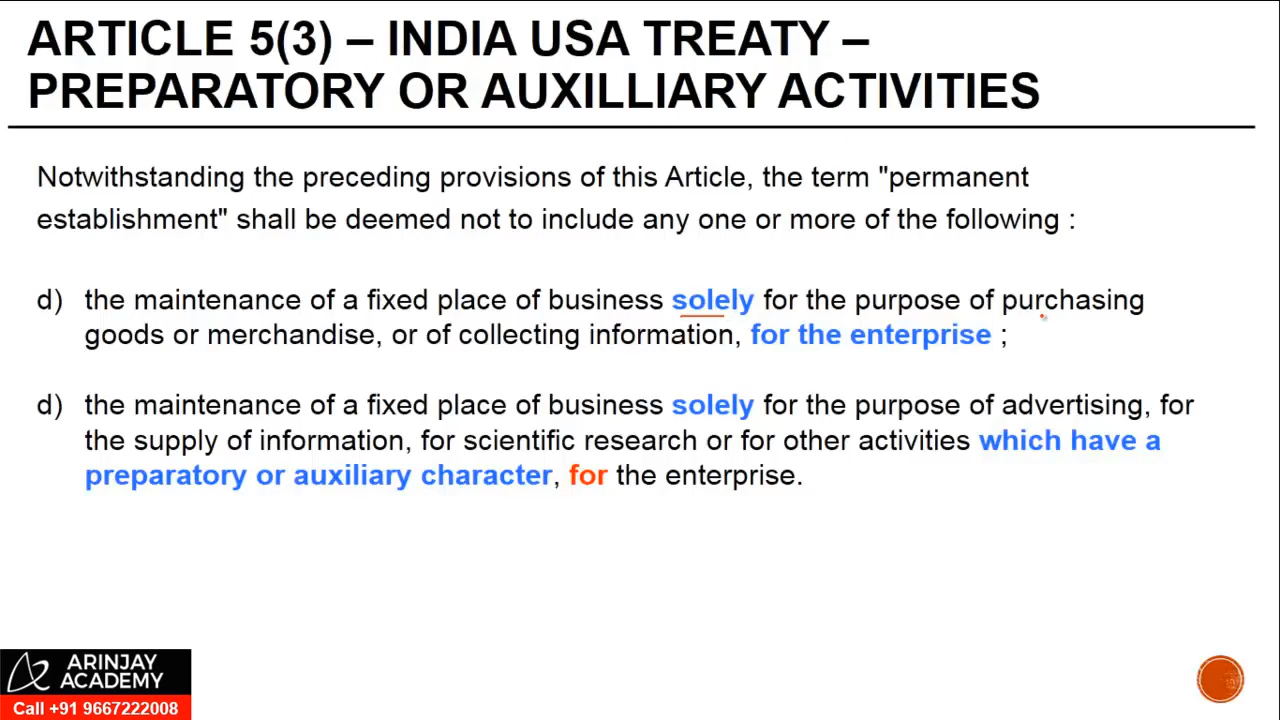 ARTICLE 5(3) – INDIA USA TREATY –
PREPARATORY OR AUXILLIARY ACTIVITIES
Notwithstanding the preceding provisions of this Article, the term "permanent
establishment" shall be deemed not to include any one or more of the following :
d) the maintenance of a fixed place of business solely for the purpose of purchasing
goods or merchandise, or of collecting information, for the enterprise ;
d) the maintenance of a fixed place of business solely for the purpose of advertising, for
the supply of information, for scientific research or for other activities which have a
preparatory or auxiliary character, for the enterprise.
ARINJAY
ACADEMY
Call +91 9667222008